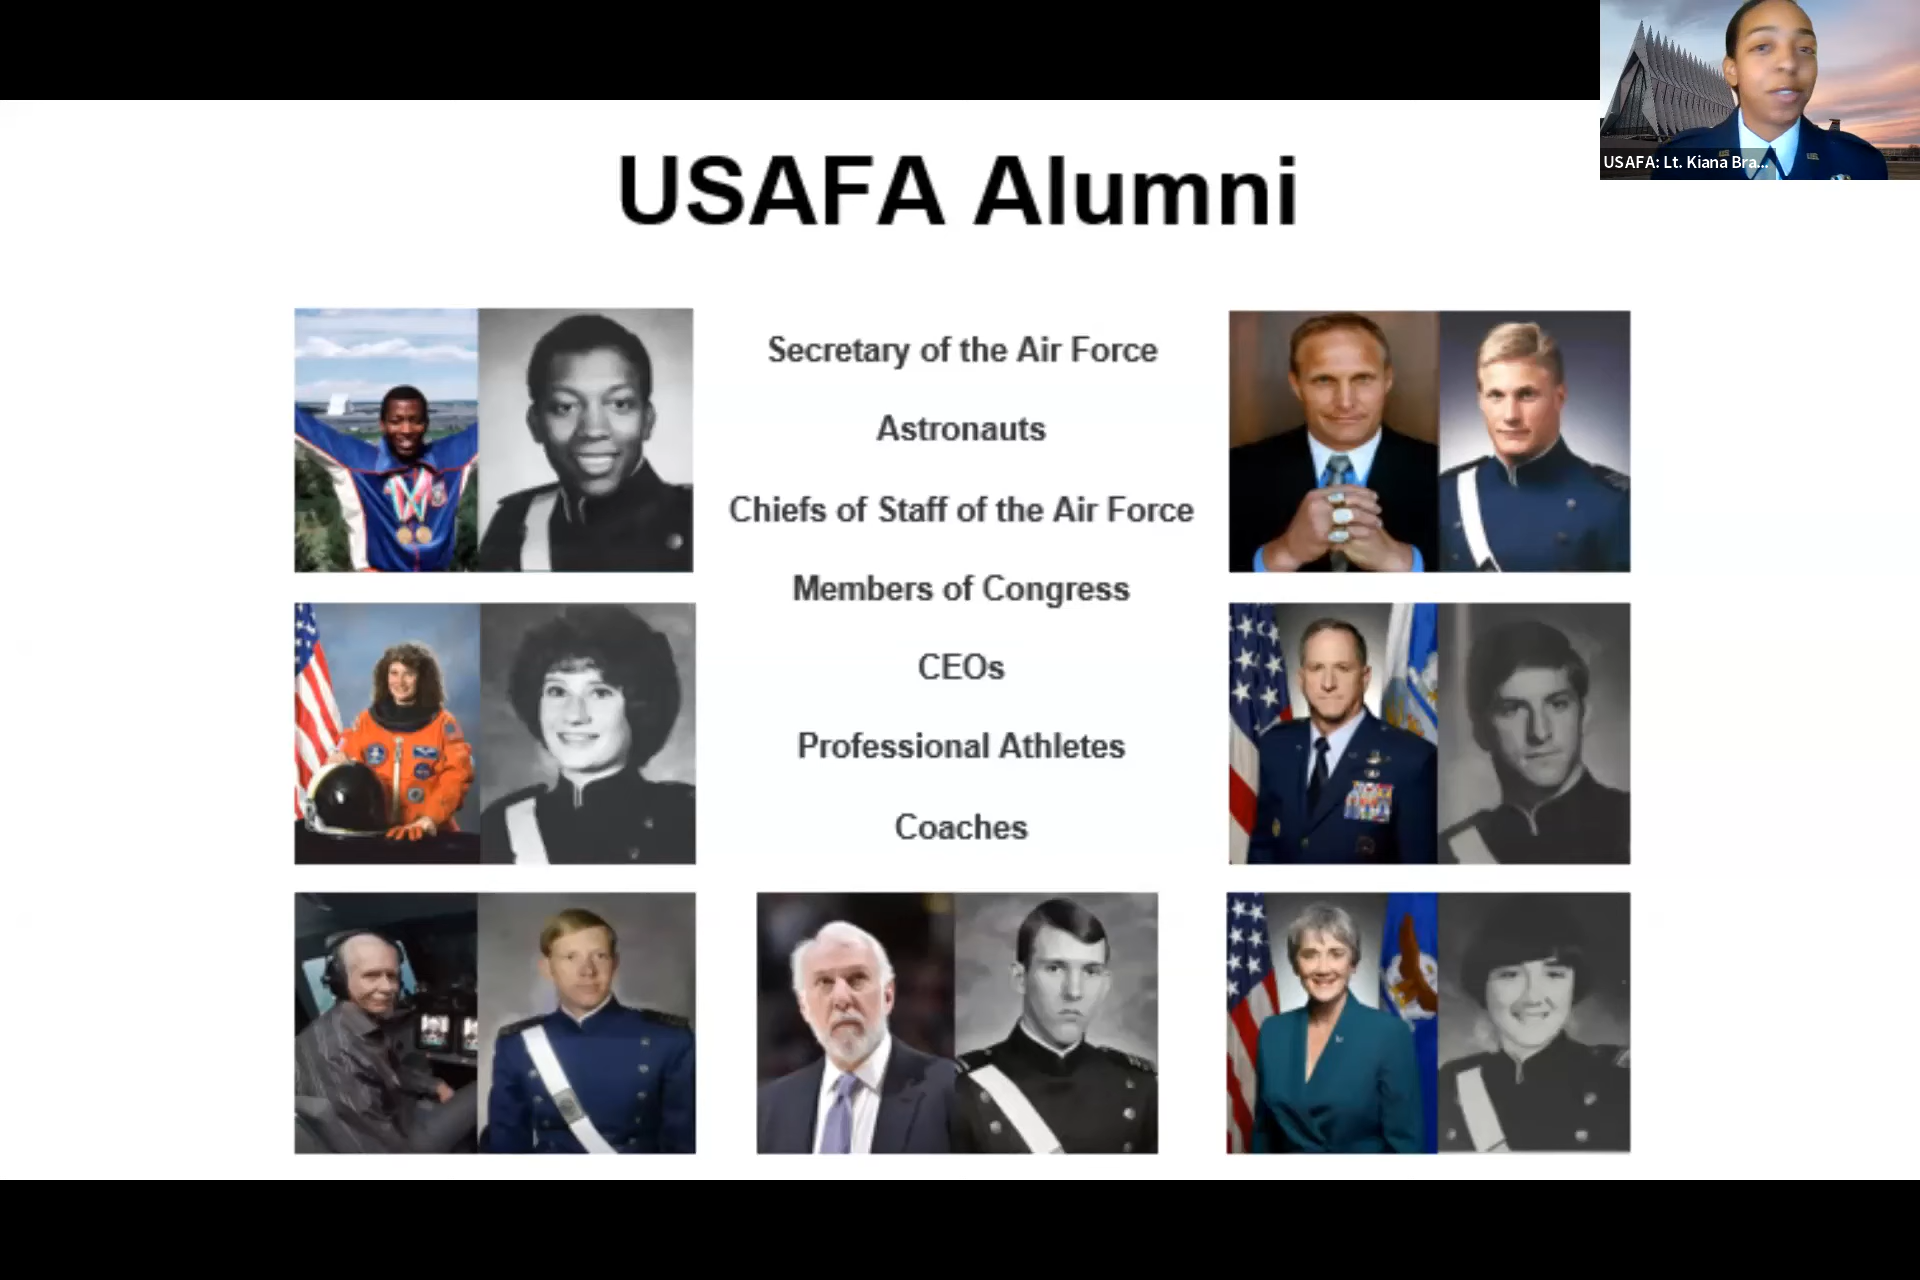 USAFA: Lt. Kiana Bra...
USAFA Alumni
Secretary of the Air Force
Astronauts
Chiefs of Staff of the Air Force
Members of Congress
CEOs
Professional Athletes
Coaches